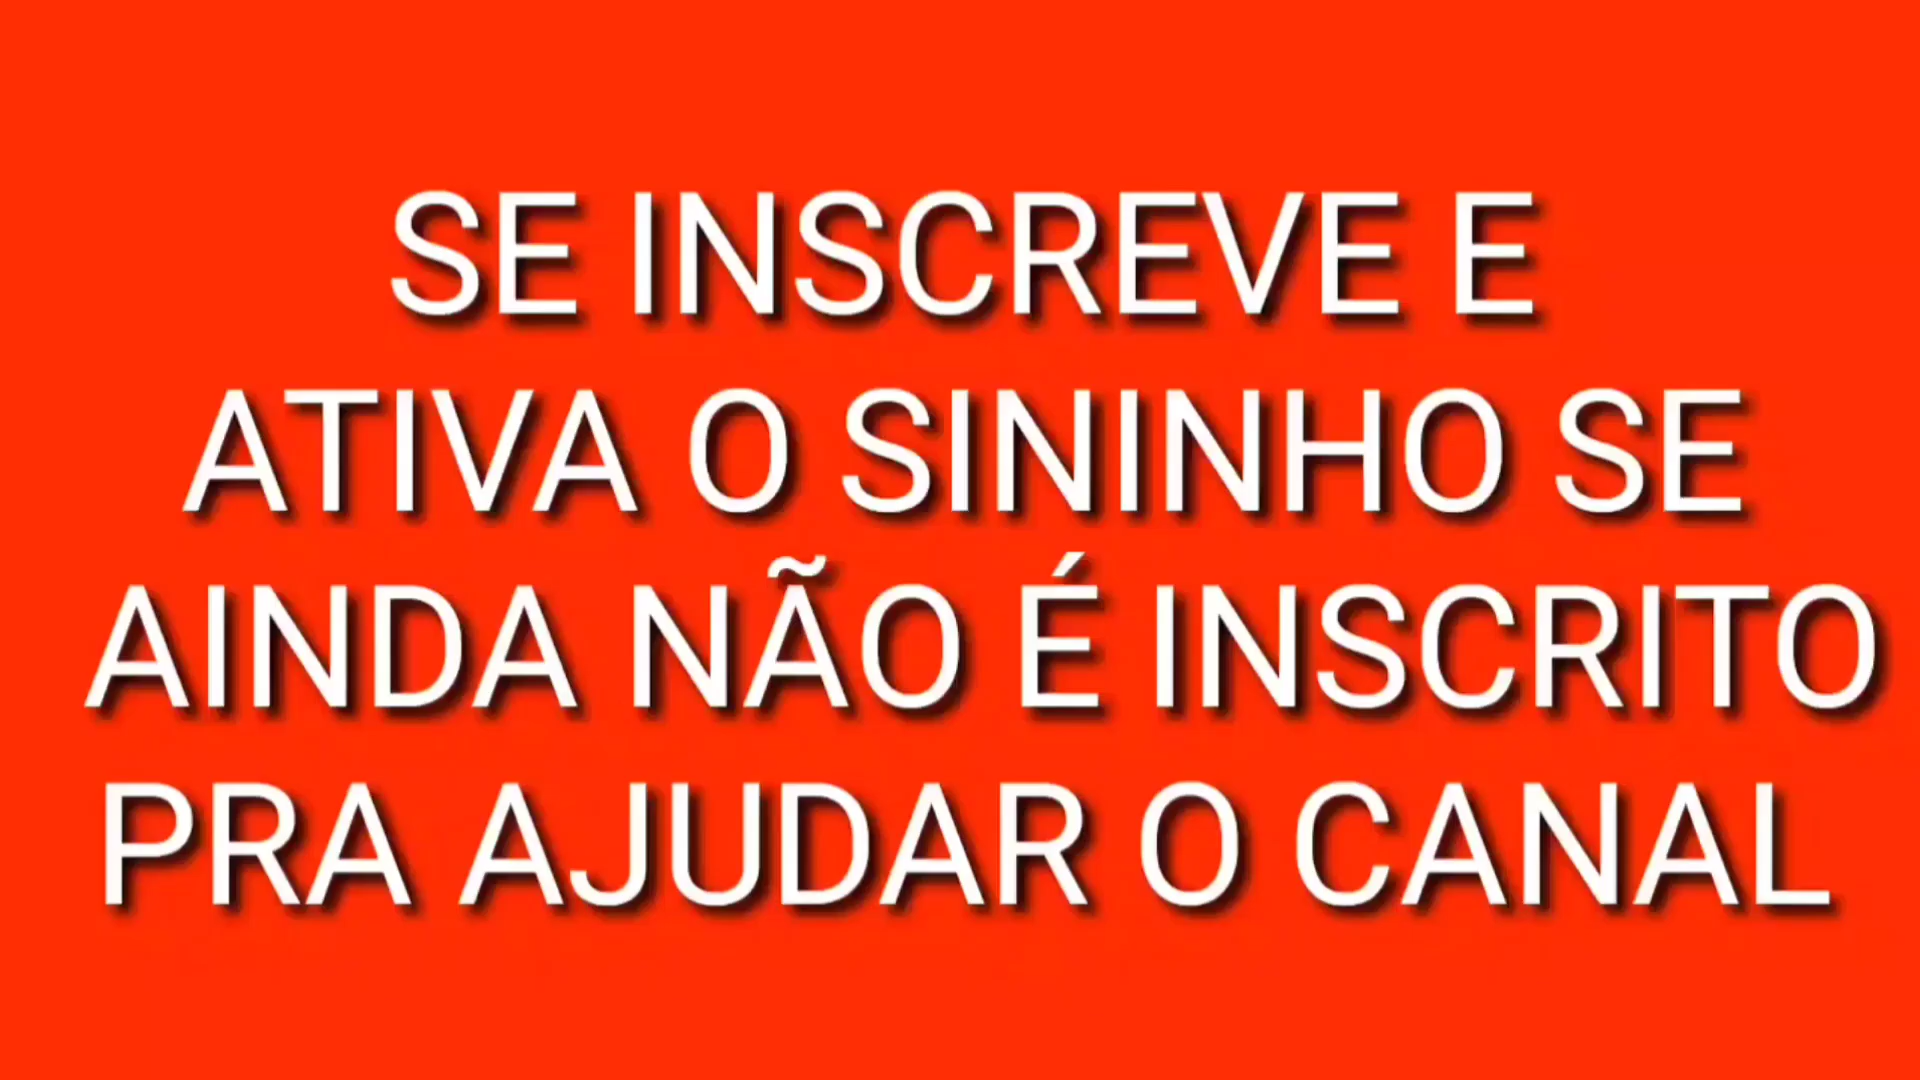 SE INSCREVE E
ATIVA O SININHO SE
AINDA NÃO É INSCRITO
PRA AJUDAR O CANAL